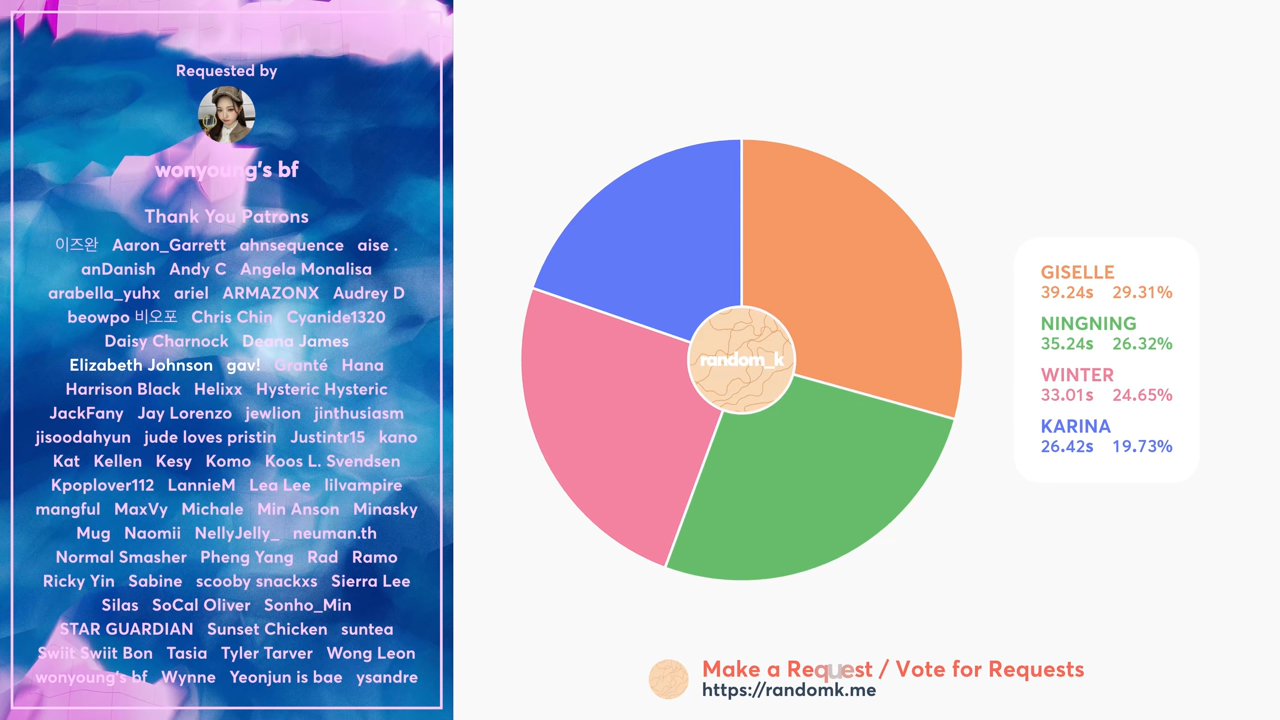 Requested by
wonyoung's bf
Thank You Patrons
이즈완 Aaron_Garrett ahnsequence aise .
anDanish Andy C Angela Monalisa
arabella_yuhx ariel ARMAZONX Audrey D
beowpo 비오포 Chris Chin Cyanide1320
Daisy Charnock Deana James
Elizabeth Johnson gav! Granté Hana
Harrison Black Helixx Hysteric Hysteric
JackFany Jay Lorenzo jewlion jinthusiasm
jisoodahyun jude loves pristin Justintr15 kano
Kat Kellen Kesy Komo Koos L. Svendsen
Kpoplover112 LannieM Lea Lee lilvampire
mangful MaxVy Michale Min Anson Minasky
Mug Naomii NellyJelly_ neuman.th
Normal Smasher Pheng Yang Rad Ramo
Ricky Yin Sabine scooby snackxs Sierra Lee
Silas SoCal Oliver Sonho_Min
STAR GUARDIAN Sunset Chicken suntea
Swiit Swiit Bon Tasia Tyler Tarver Wong Leon
wonyoung's bf Wynne Yeonjun is bae ysandre
random_k
GISELLE
39.24s 29.31%
NINGNING
35.24s 26.32%
WINTER
33.01s 24.65%
KARINA
26.42s 19.73%
Make a Request / Vote for Requests
https://randomk.me